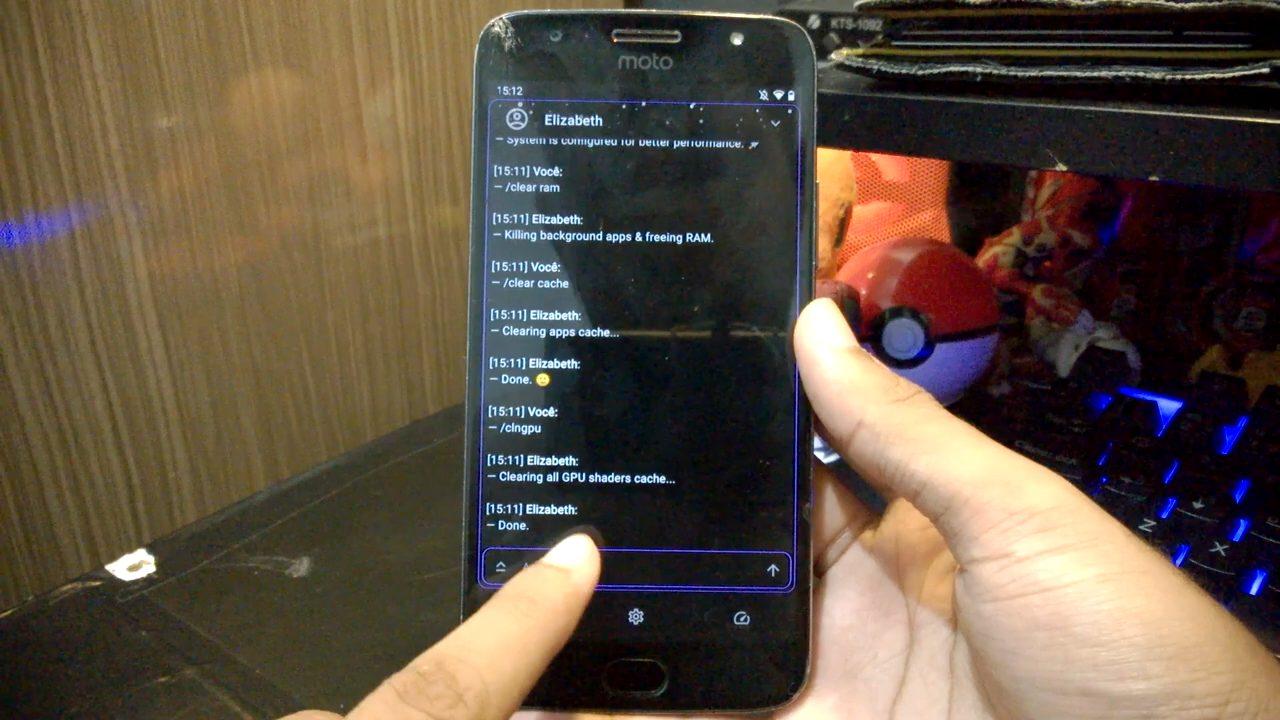 KTS-1092
moto
15:12
Elizabeth
– System is configured for better performance.
[15:11] Você:
– /clear ram
[15:11] Elizabeth:
– Killing background apps & freeing RAM.
[15:11] Você:
– /clear cache
[15:11] Elizabeth:
– Clearing apps cache...
[15:11] Elizabeth:
– Done. 🙂
[15:11] Você:
– /clngpu
[15:11] Elizabeth:
– Clearing all GPU shaders cache...
[15:11] Elizabeth:
– Done.
Z
X